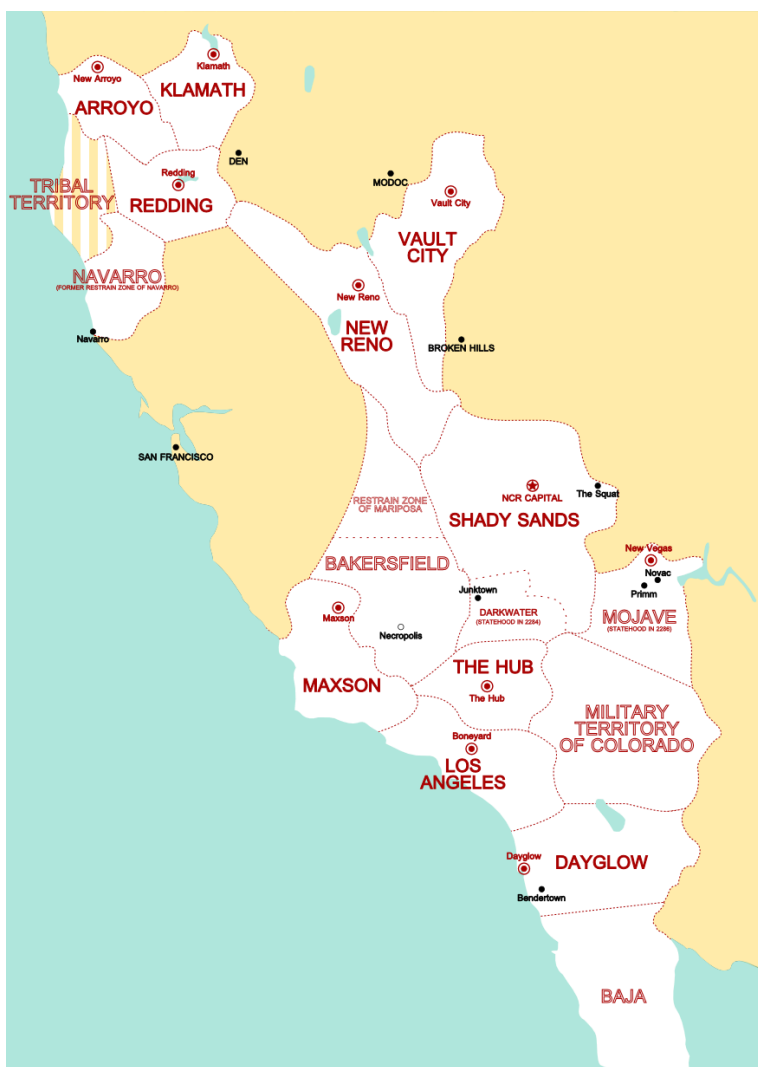 Klamath
New Arroyo
KLAMATH
ARROYO
DEN
Redding
MODOC
TRIBAL
TERRITORY
REDDING
Vault City
VAULT
CITY
NAVARRO
(FORMER RESTRAIN ZONE OF NAVARRO)
New Reno
NEW
RENO
Navarro
BROKEN HILLS
SAN FRANCISCO
RESTRAIN ZONE
OF MARIPOSA
NCR CAPITAL
The Squat
SHADY SANDS
New Vegas
BAKERSFIELD
Novac
Junktown
Primm
Maxson
DARKWATER
(STATEHOOD IN 2284)
MOJAVE
(STATEHOOD IN 2286)
Necropolis
THE HUB
MAXSON
The Hub
MILITARY
TERRITORY
OF COLORADO
Boneyard
LOS
ANGELES
Dayglow
DAYGLOW
Bendertown
BAJA